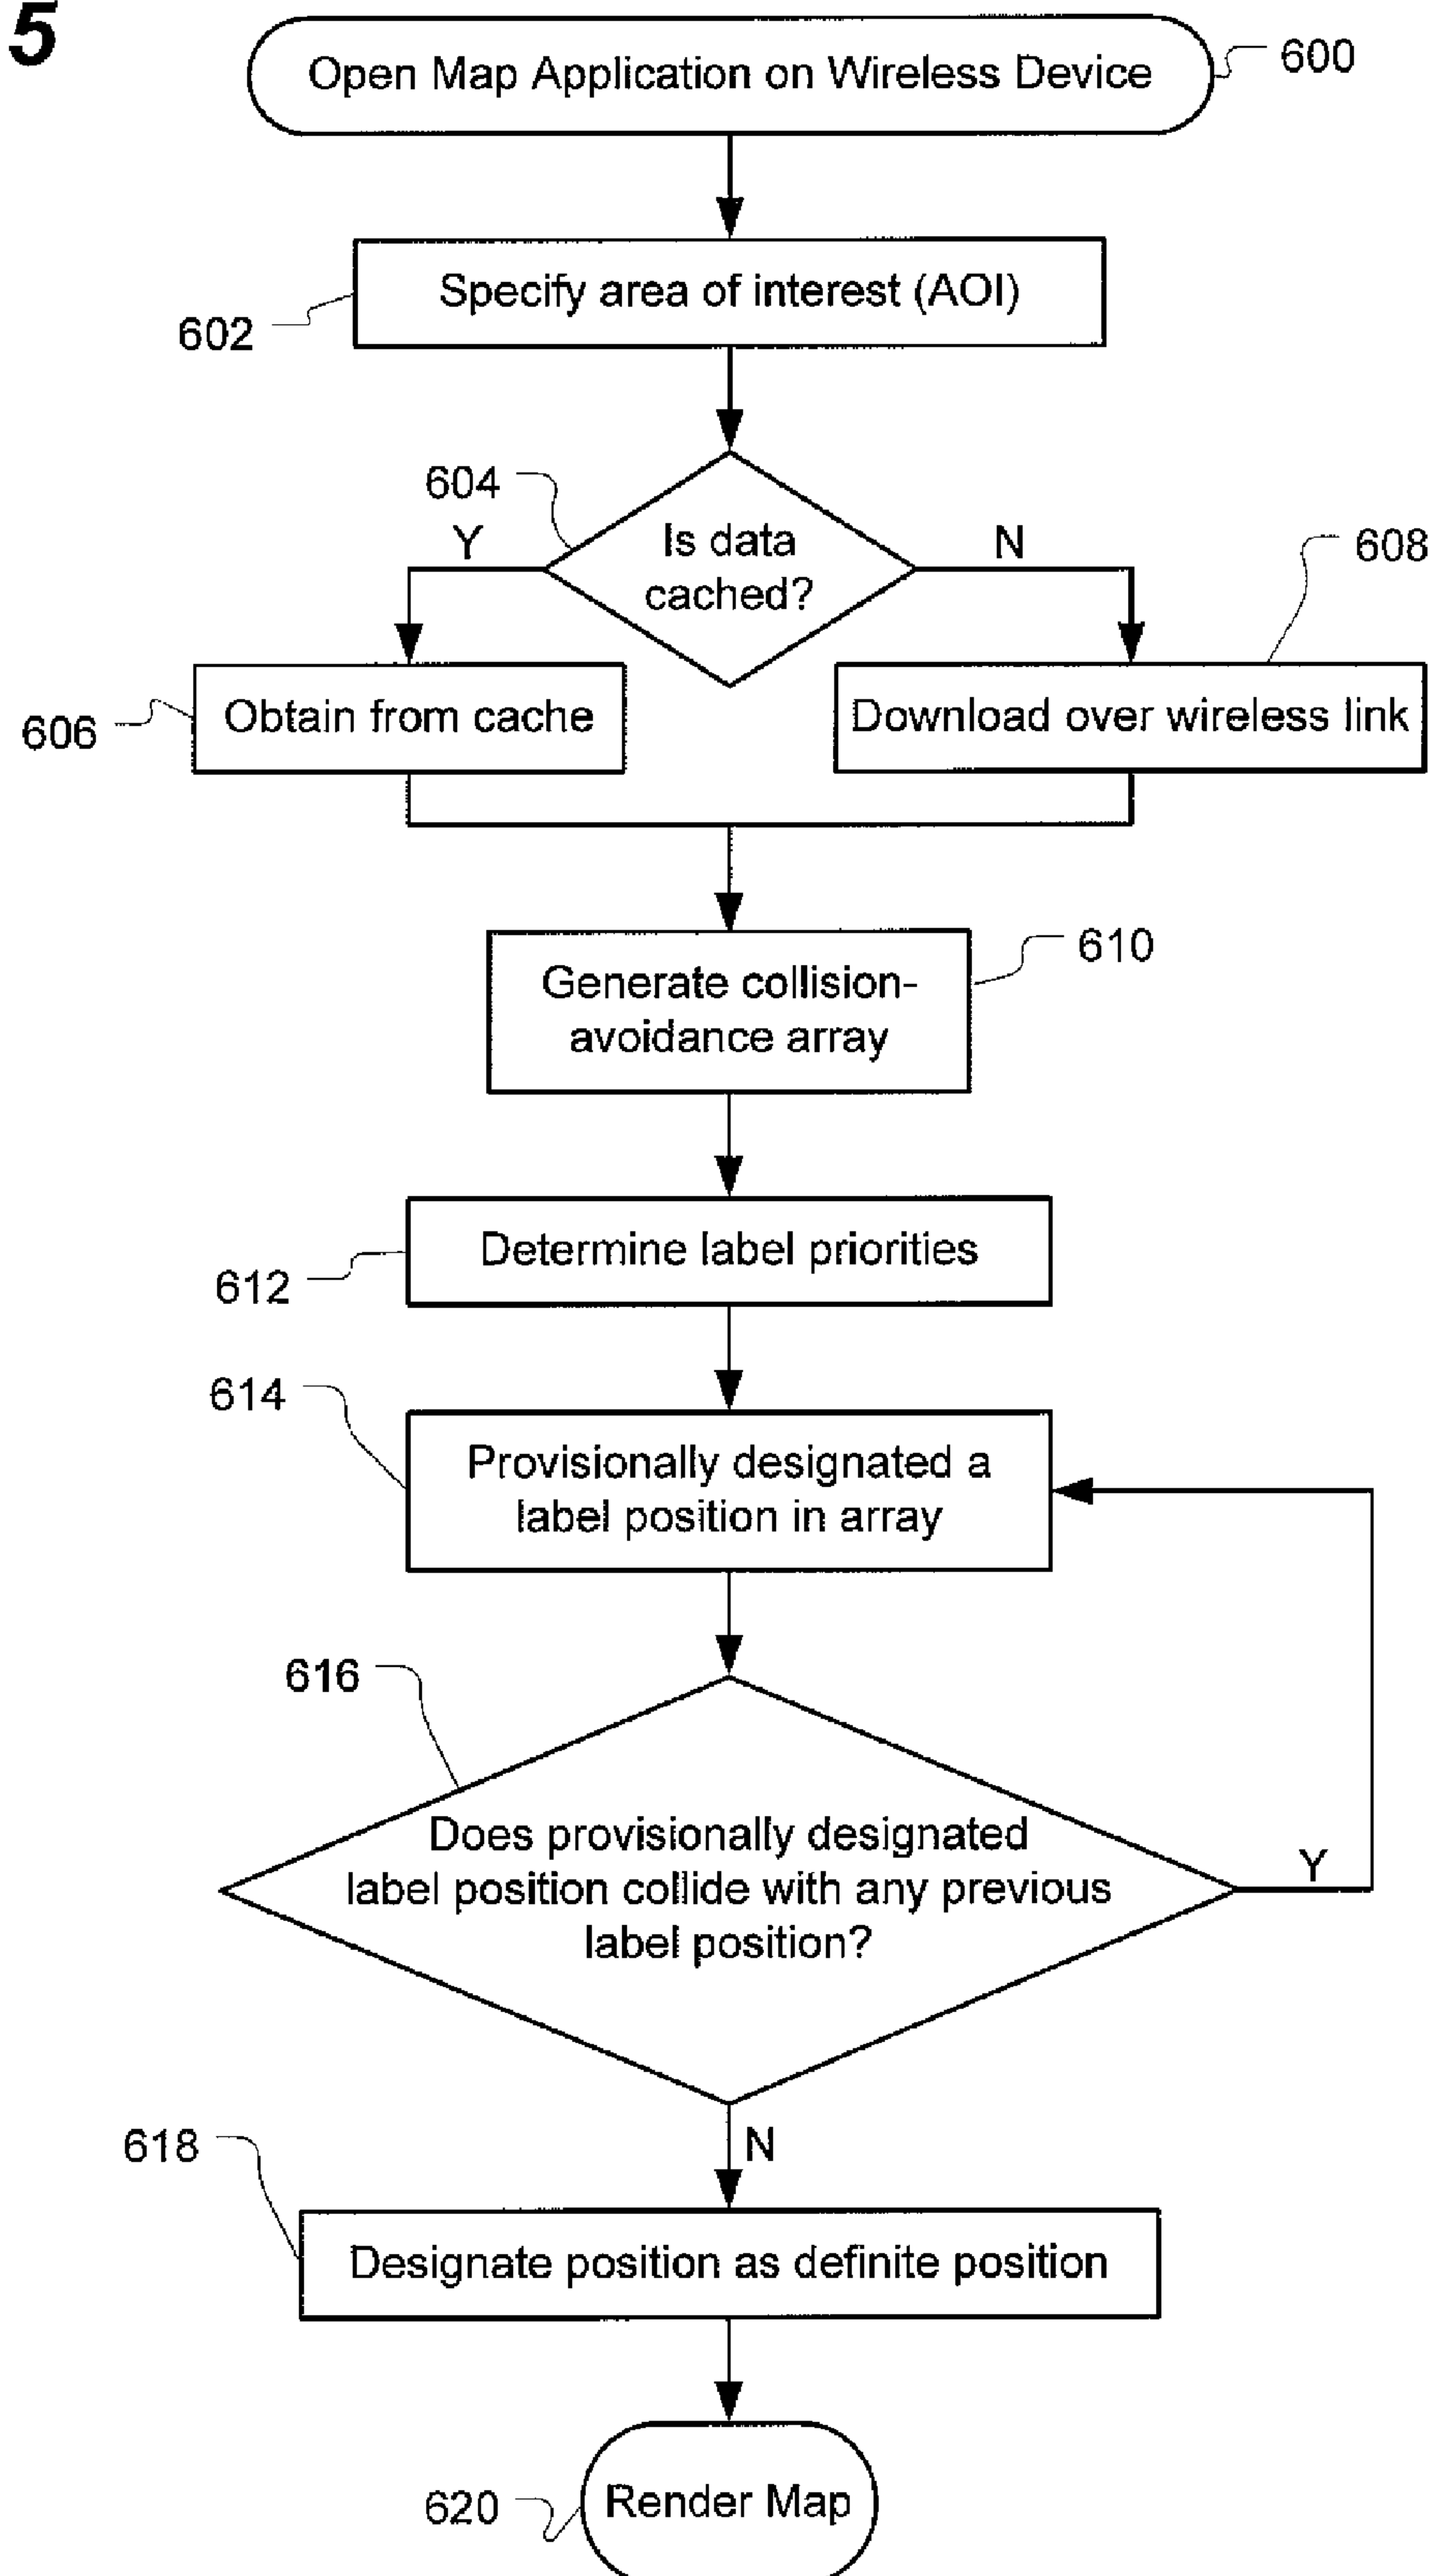 5
Open Map Application on Wireless Device
600
Specify area of interest (AOI)
602
604
Y
Is data
cached?
N
608
606
Obtain from cache
Download over wireless link
Generate collision-
avoidance array
610
Determine label priorities
612
614
Provisionally designated a
label position in array
616
Does provisionally designated
label position collide with any previous
label position?
Y
N
618
Designate position as definite position
620
Render Map